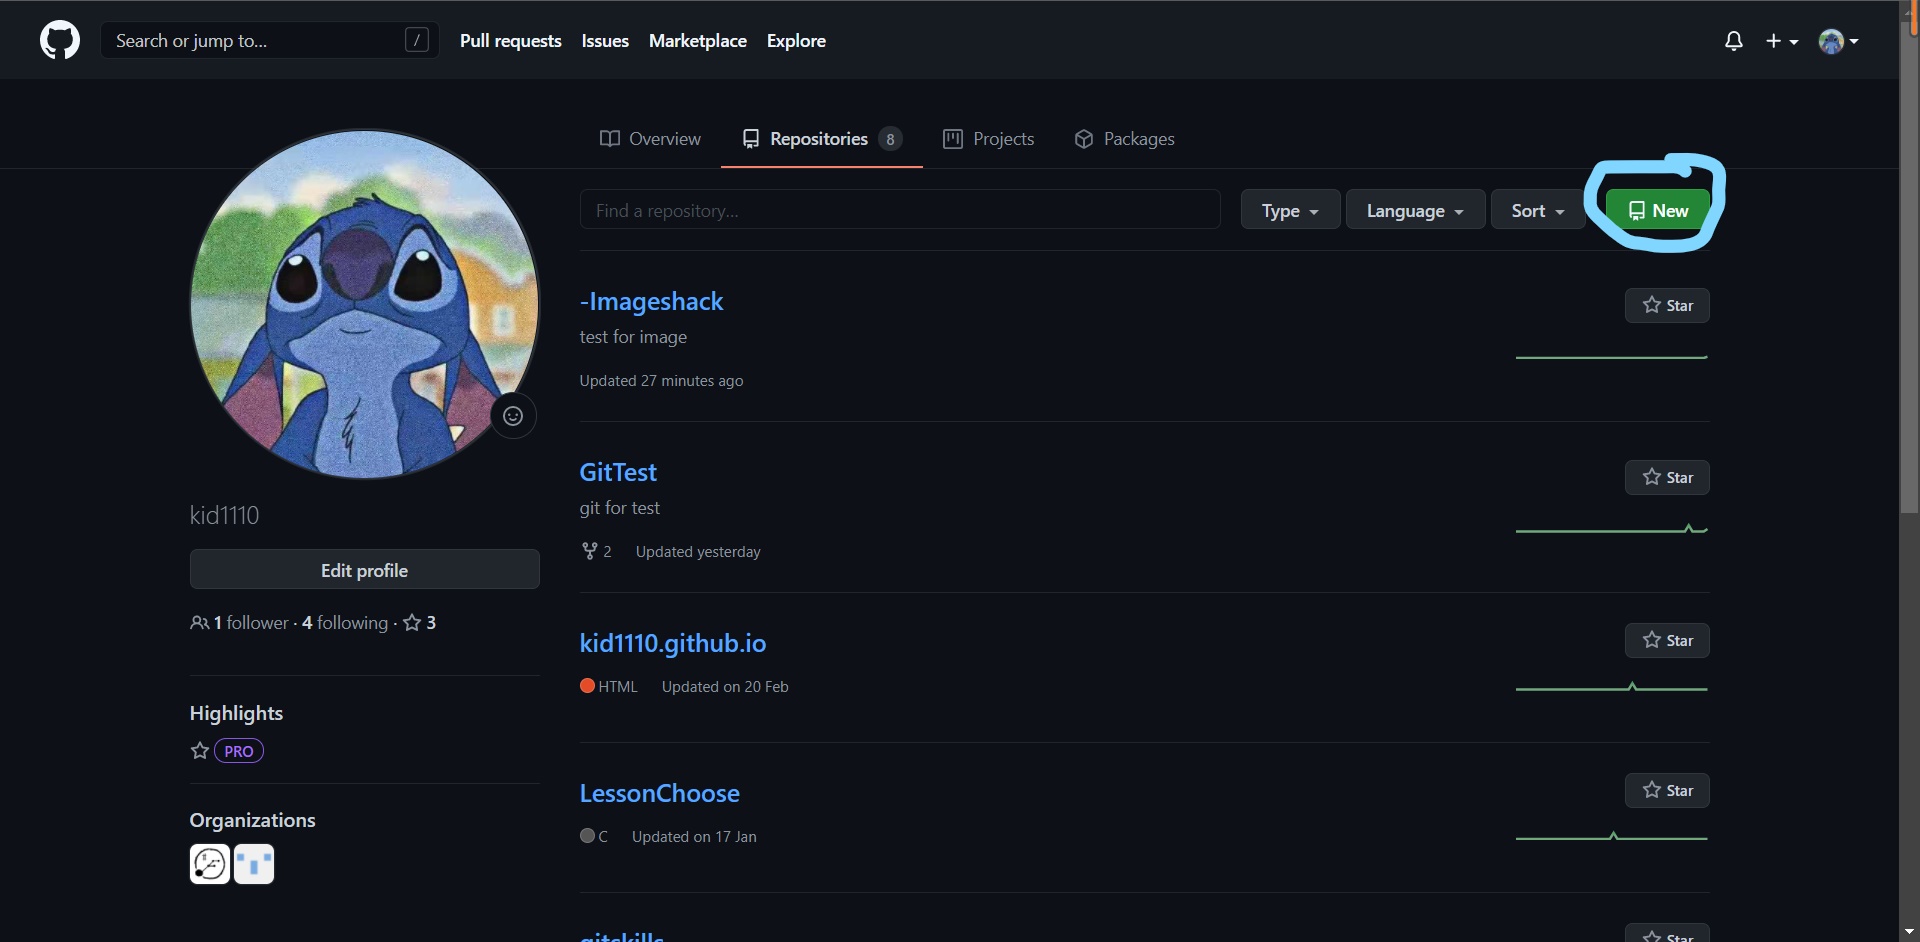 Search or jump to... /
Pull requests Issues Marketplace Explore
Overview Repositories 8 Projects Packages
Find a repository... Type Language Sort New
-Imageshack Star
test for image
Updated 27 minutes ago
GitTest Star
git for test
2 Updated yesterday
kid1110.github.io Star
HTML Updated on 20 Feb
LessonChoose Star
C Updated on 17 Jan
gitskills Star
kid1110
Edit profile
1 follower · 4 following · 3
Highlights
PRO
Organizations